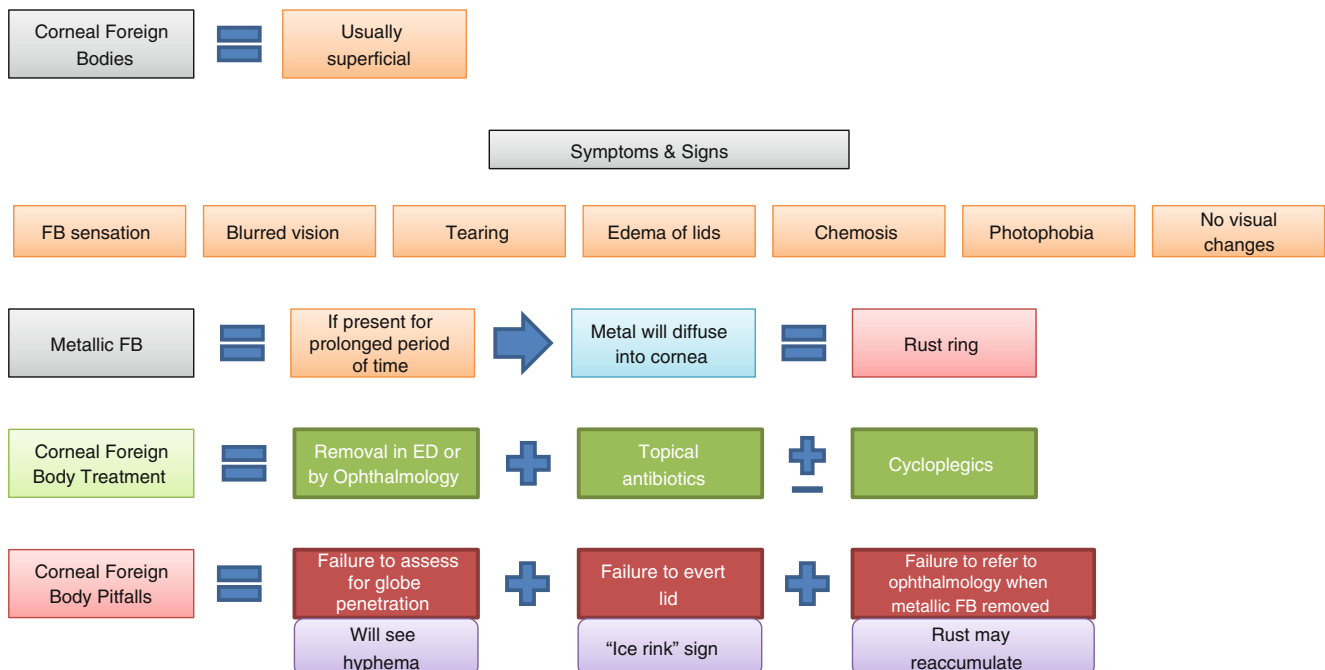 Corneal Foreign
Bodies
Usually
superficial
Symptoms & Signs
FB sensation
Blurred vision
Tearing
Edema of lids
Chemosis
Photophobia
No visual
changes
Metallic FB
If present for
prolonged period
of time
Metal will diffuse
into cornea
Rust ring
Corneal Foreign
Body Treatment
Removal in ED or
by Ophthalmology
Topical
antibiotics
Cycloplegics
Corneal Foreign
Body Pitfalls
Failure to assess
for globe
penetration
Will see
hyphema
Failure to evert
lid
“Ice rink” sign
Failure to refer to
ophthalmology when
metallic FB removed
Rust may
reaccumulate